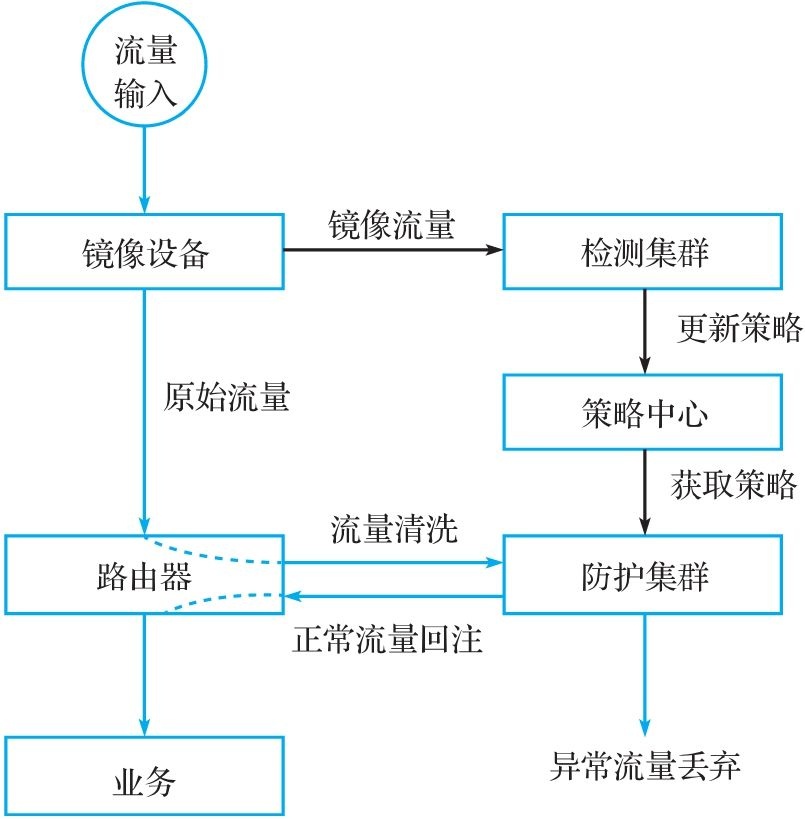 流量
输入
镜像流量
镜像设备
检测集群
更新策略
原始流量
策略中心
获取策略
流量清洗
路由器
防护集群
正常流量回注
业务
异常流量丢弃